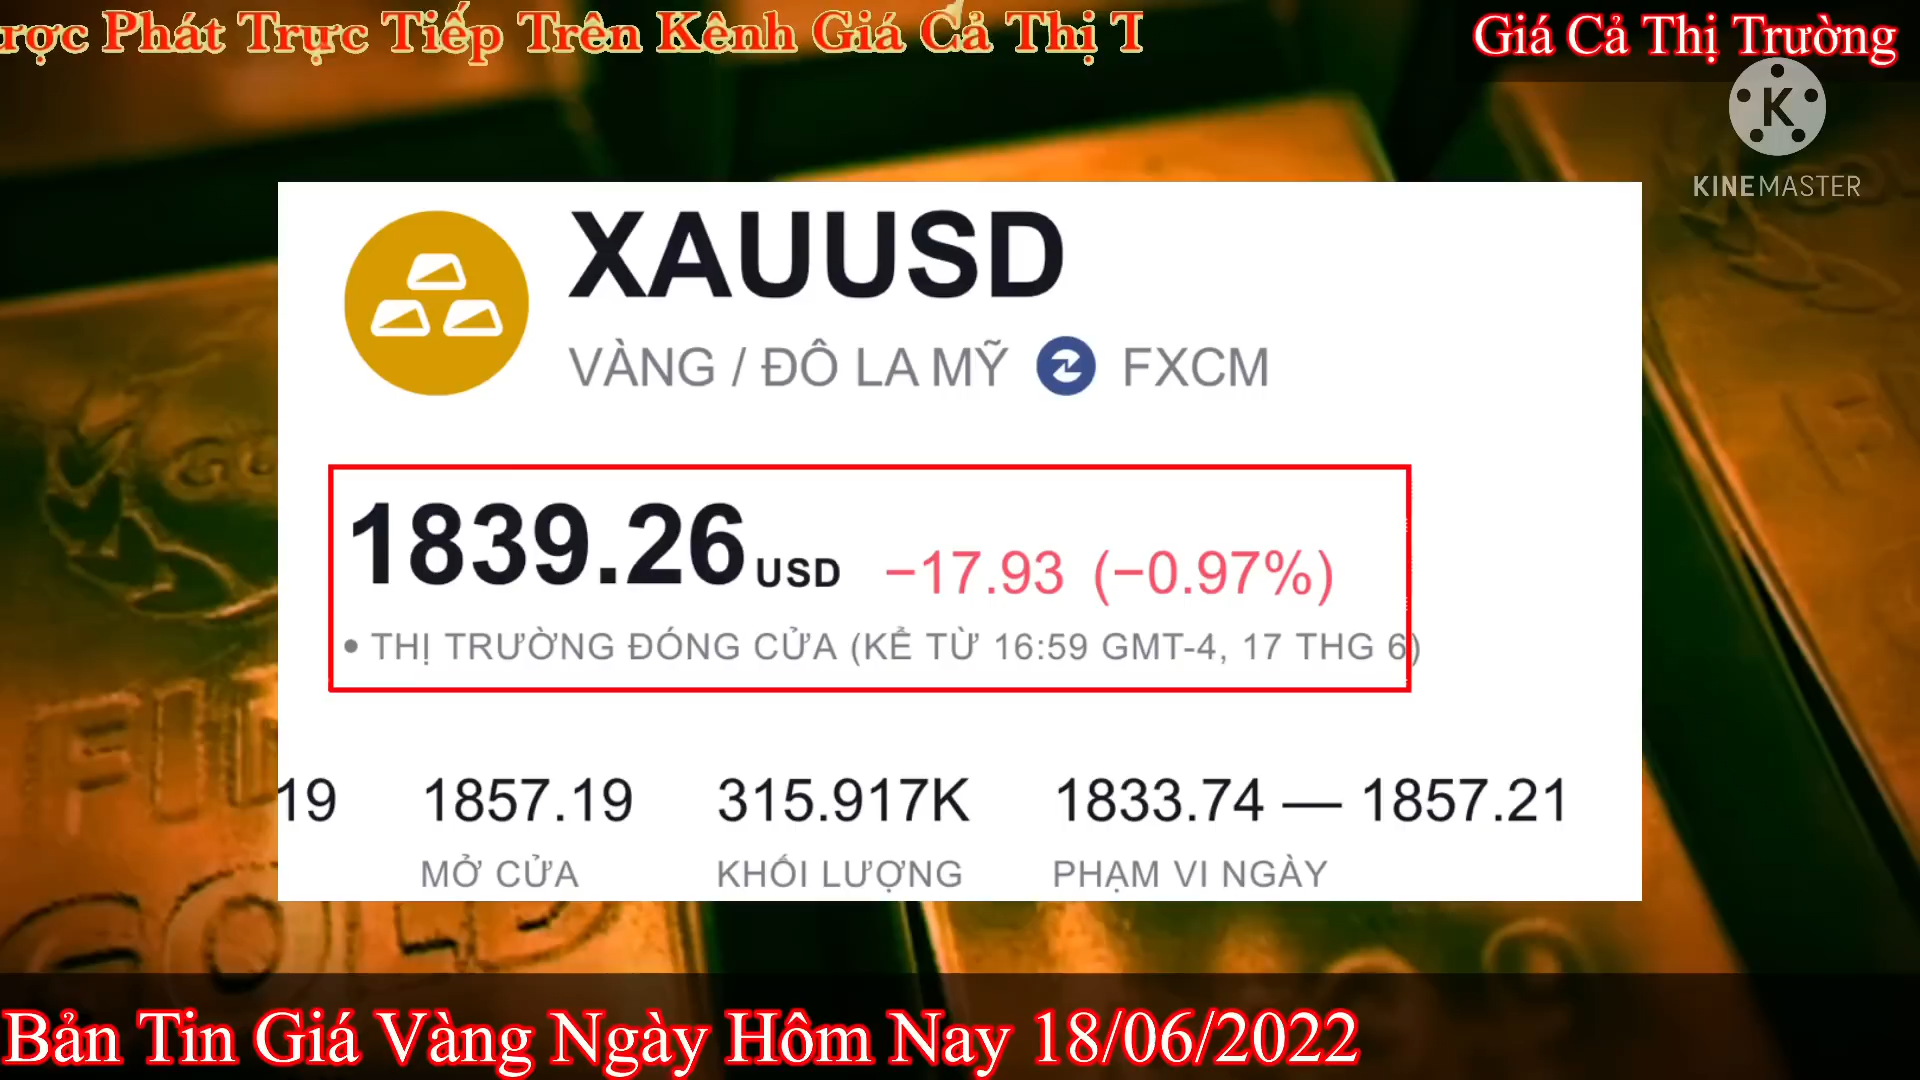 ược Phát Trực Tiếp Trên Kênh Giá Cả Thị T
Giá Cả Thị Trường
K
KINEMASTER
XAUUSD
VÀNG / ĐÔ LA MỸ FXCM
1839.26 USD −17.93 (−0.97%)
• THỊ TRƯỜNG ĐÓNG CỬA (KỂ TỪ 16:59 GMT-4, 17 THG 6)
19 1857.19 315.917K 1833.74 — 1857.21
MỞ CỬA KHỐI LƯỢNG PHẠM VI NGÀY
GOLD
Bản Tin Giá Vàng Ngày Hôm Nay 18/06/2022